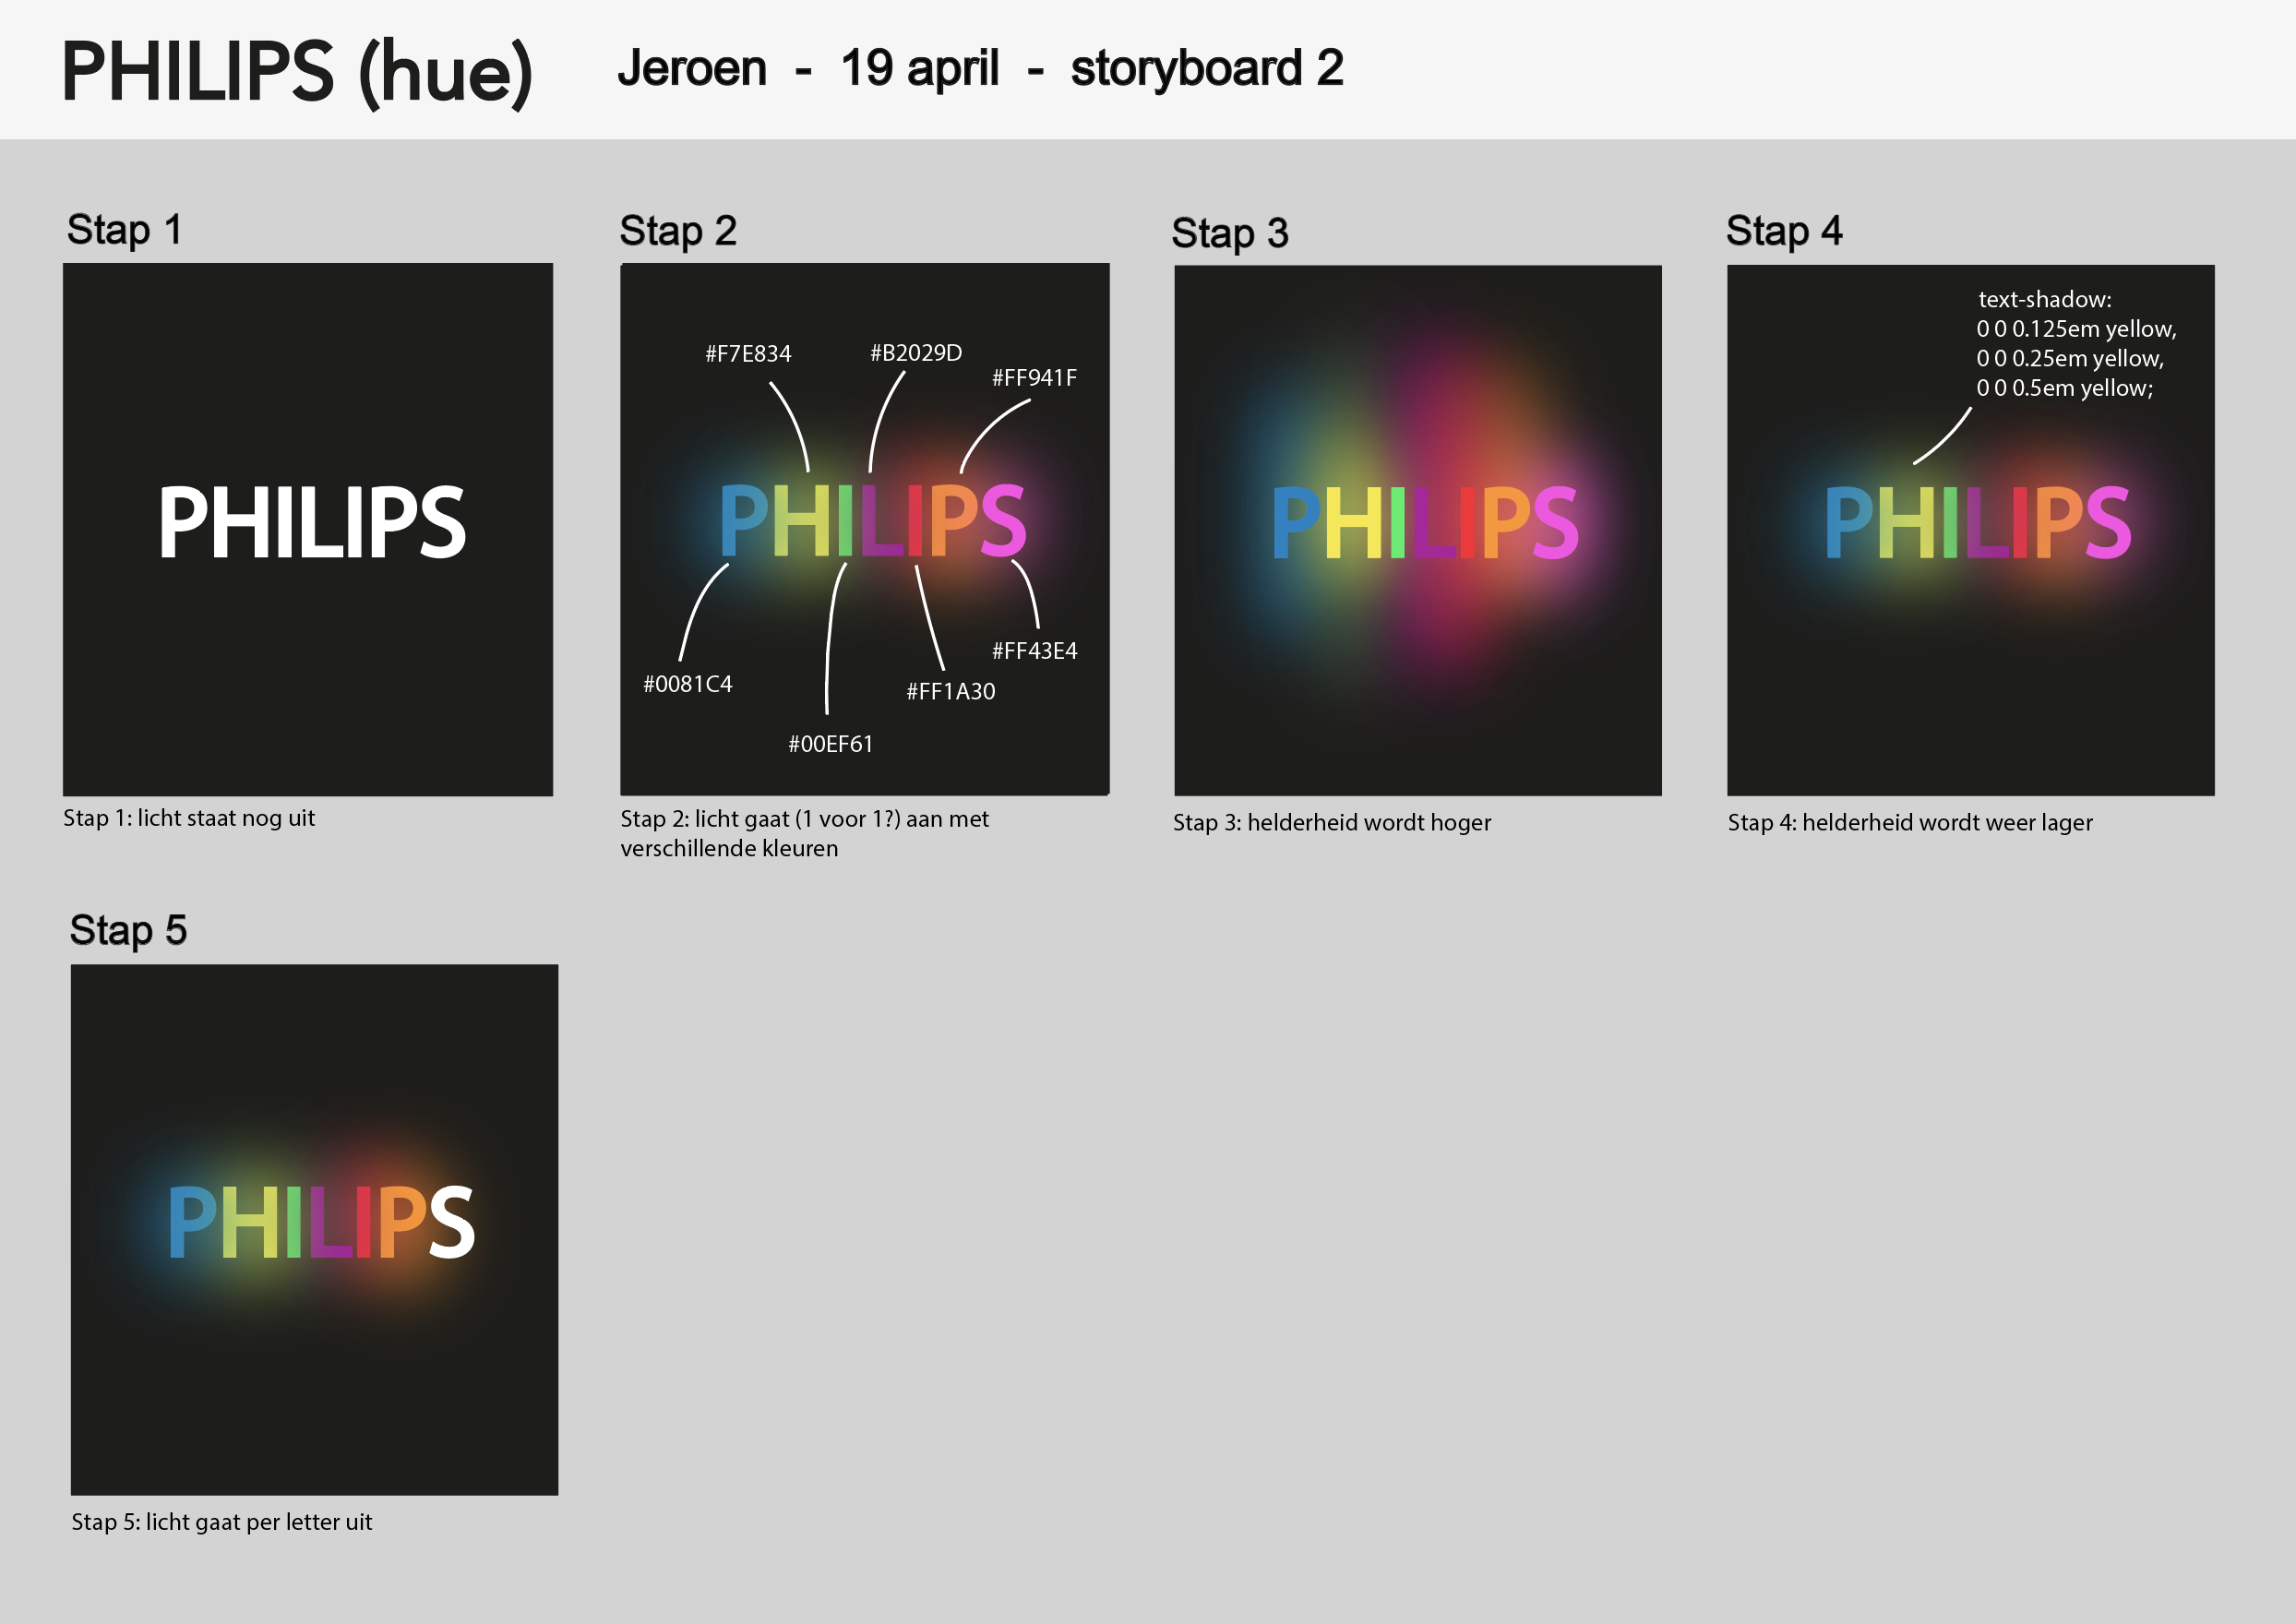 PHILIPS (hue)
Jeroen - 19 april - storyboard 2
Stap 1
PHILIPS
Stap 1: licht staat nog uit
Stap 2
#F7E834
#B2029D
#FF941F
PHILIPS
#0081C4
#00EF61
#FF1A30
#FF43E4
Stap 2: licht gaat (1 voor 1?) aan met
verschillende kleuren
Stap 3
PHILIPS
Stap 3: helderheid wordt hoger
Stap 4
text-shadow:
0 0 0.125em yellow,
0 0 0.25em yellow,
0 0 0.5em yellow;
PHILIPS
Stap 4: helderheid wordt weer lager
Stap 5
PHILIPS
Stap 5: licht gaat per letter uit